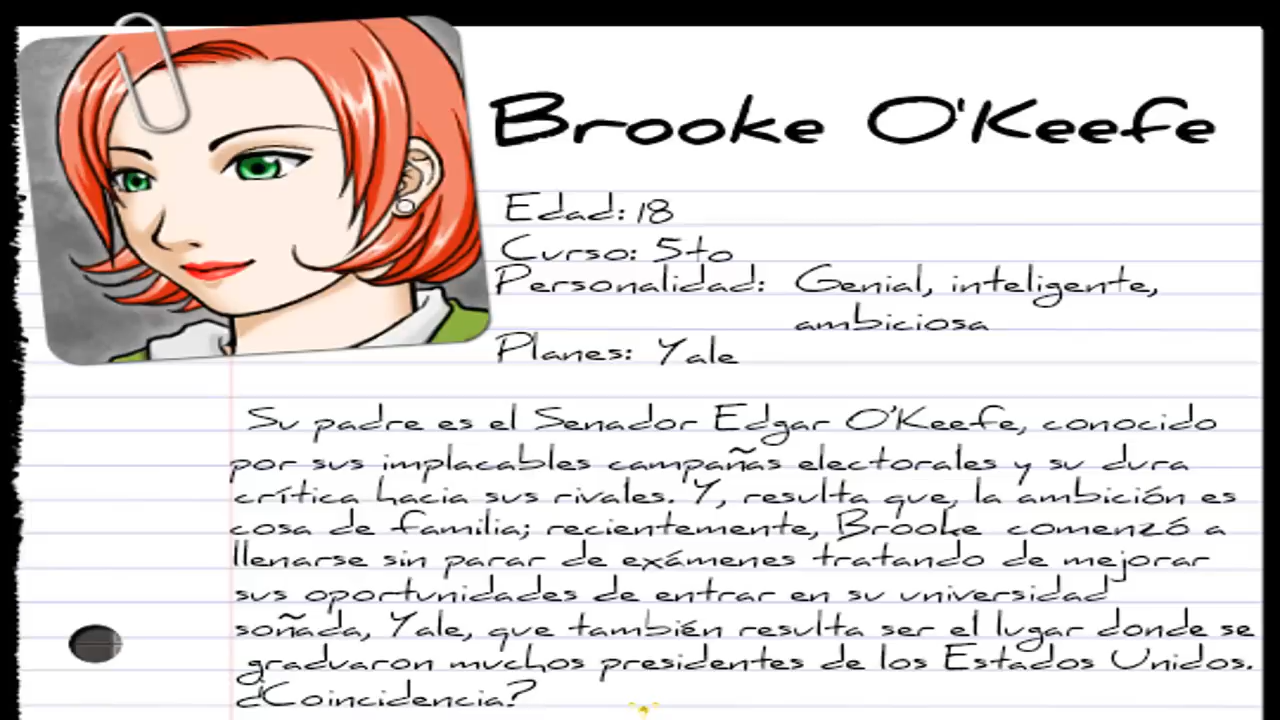 Brooke O'Keefe
Edad: 18
Curso: 5to
Personalidad: Genial, inteligente,
ambiciosa
Planes: Yale
Su padre es el Senador Edgar O'Keefe, conocido
por sus implacables campañas electorales y su dura
crítica hacia sus rivales. Y, resulta que, la ambición es
cosa de familia; recientemente, Brooke comenzó a
llenarse sin parar de exámenes tratando de mejorar
sus oportunidades de entrar en su universidad
soñada, Yale, que también resulta ser el lugar donde se
graduaron muchos presidentes de los Estados Unidos.
¿Coincidencia?